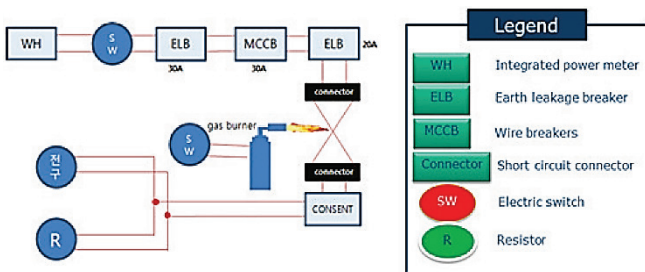 WH
S
W
ELB
MCCB
ELB
20A
30A
30A
connector
gas burner
S
W
connector
CONSENT
전
구
R
Legend
WH Integrated power meter
ELB Earth leakage breaker
MCCB Wire breakers
Connector Short circuit connector
SW Electric switch
R Resistor